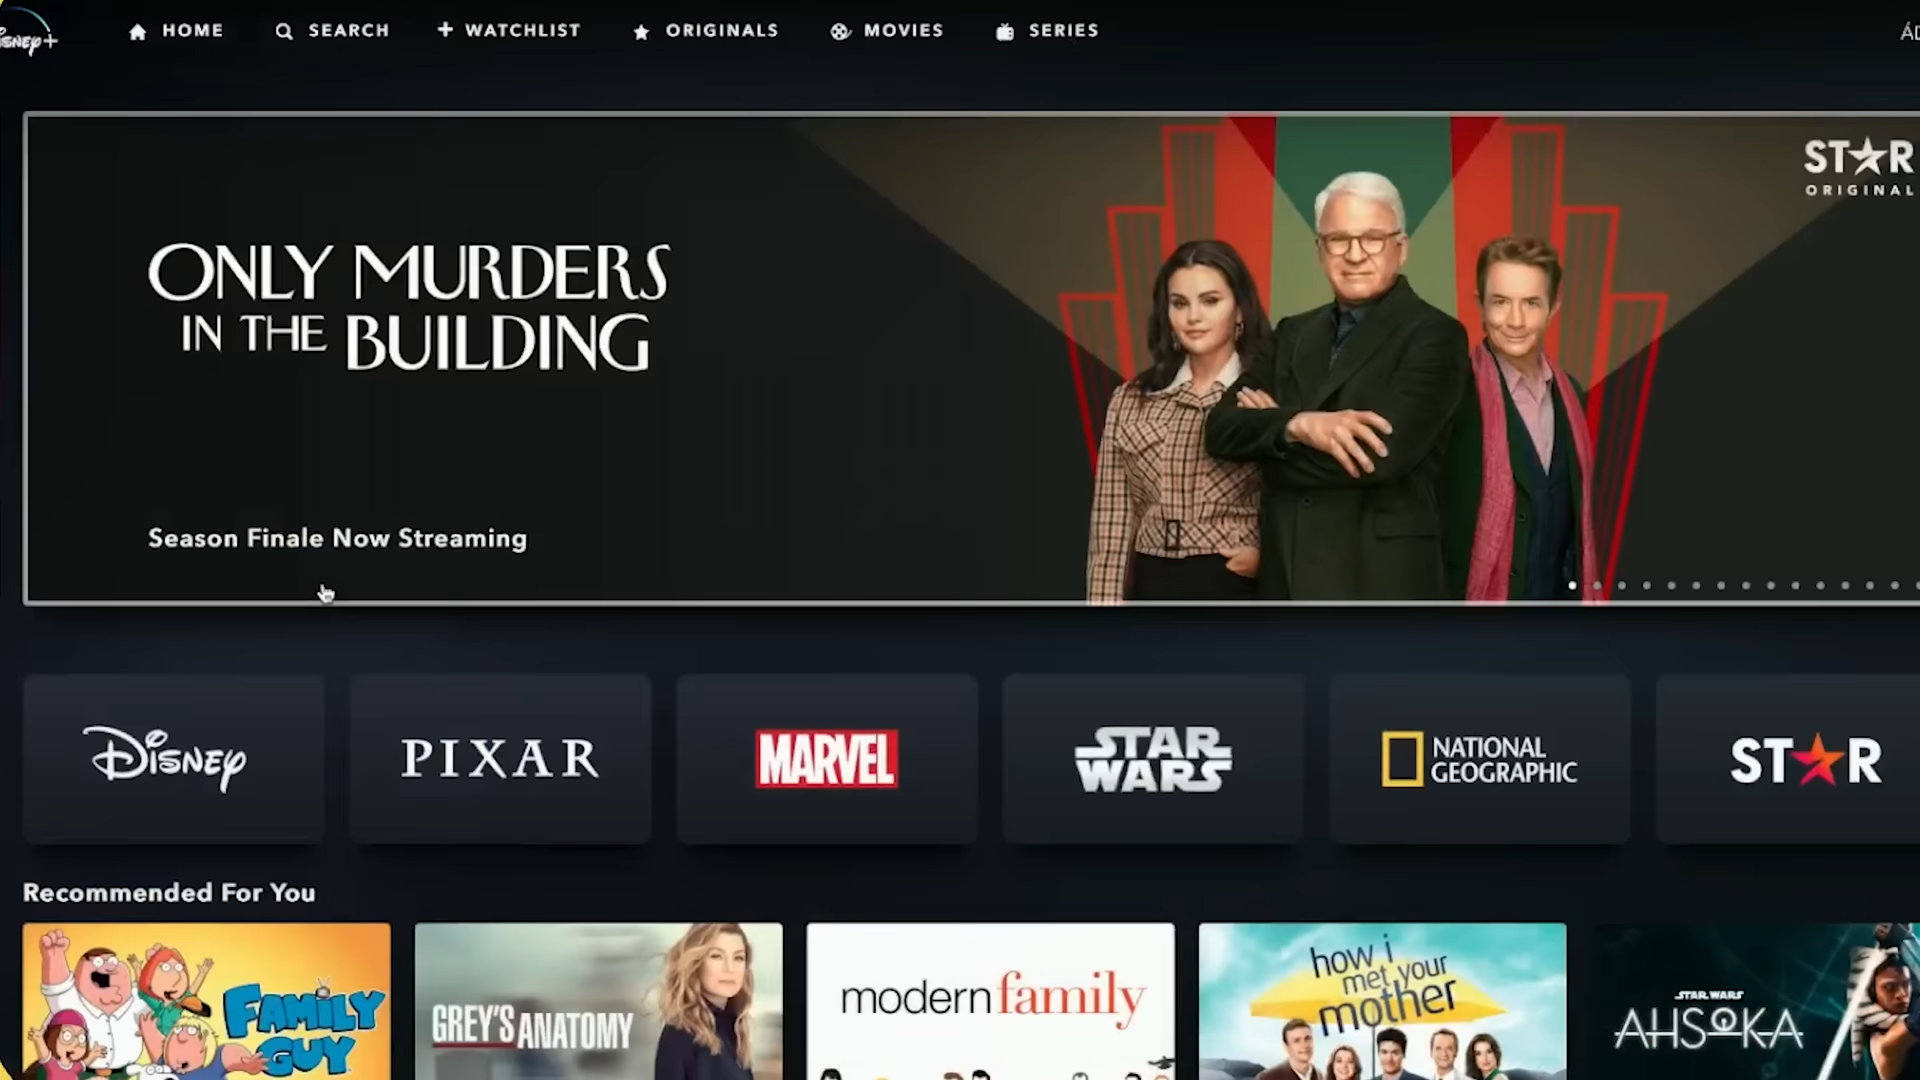 Disney+
HOME
SEARCH
WATCHLIST
ORIGINALS
MOVIES
SERIES
STAR
ORIGINAL
ONLY MURDERS
IN THE BUILDING
Season Finale Now Streaming
Disney
PIXAR
MARVEL
STAR
WARS
NATIONAL
GEOGRAPHIC
STAR
Recommended For You
FAMILY
GUY
GREY'S ANATOMY
modern family
how i
met your
mother
STAR WARS
AHSOKA